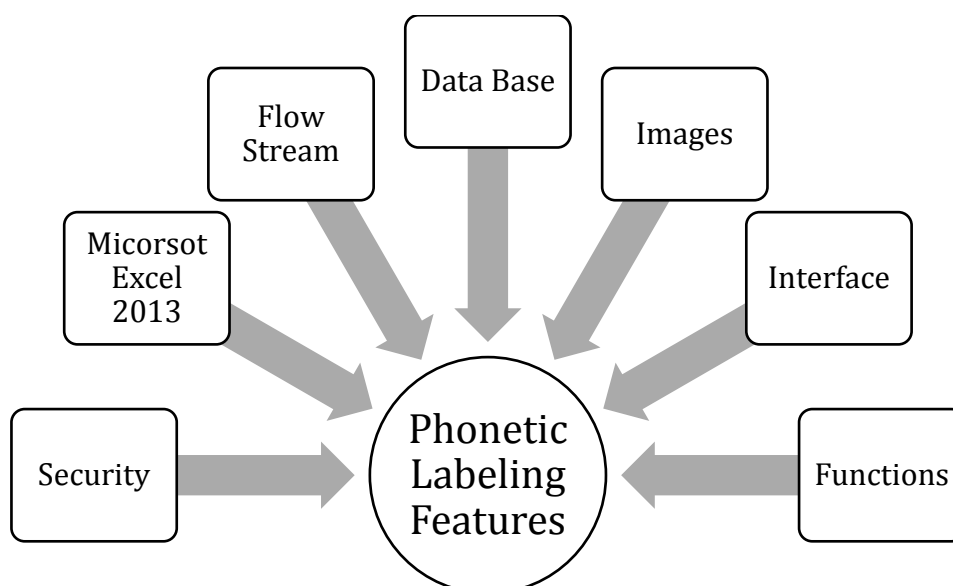 Data Base
Flow
Stream
Images
Micorsot
Excel
2013
Interface
Security
Phonetic
Labeling
Features
Functions